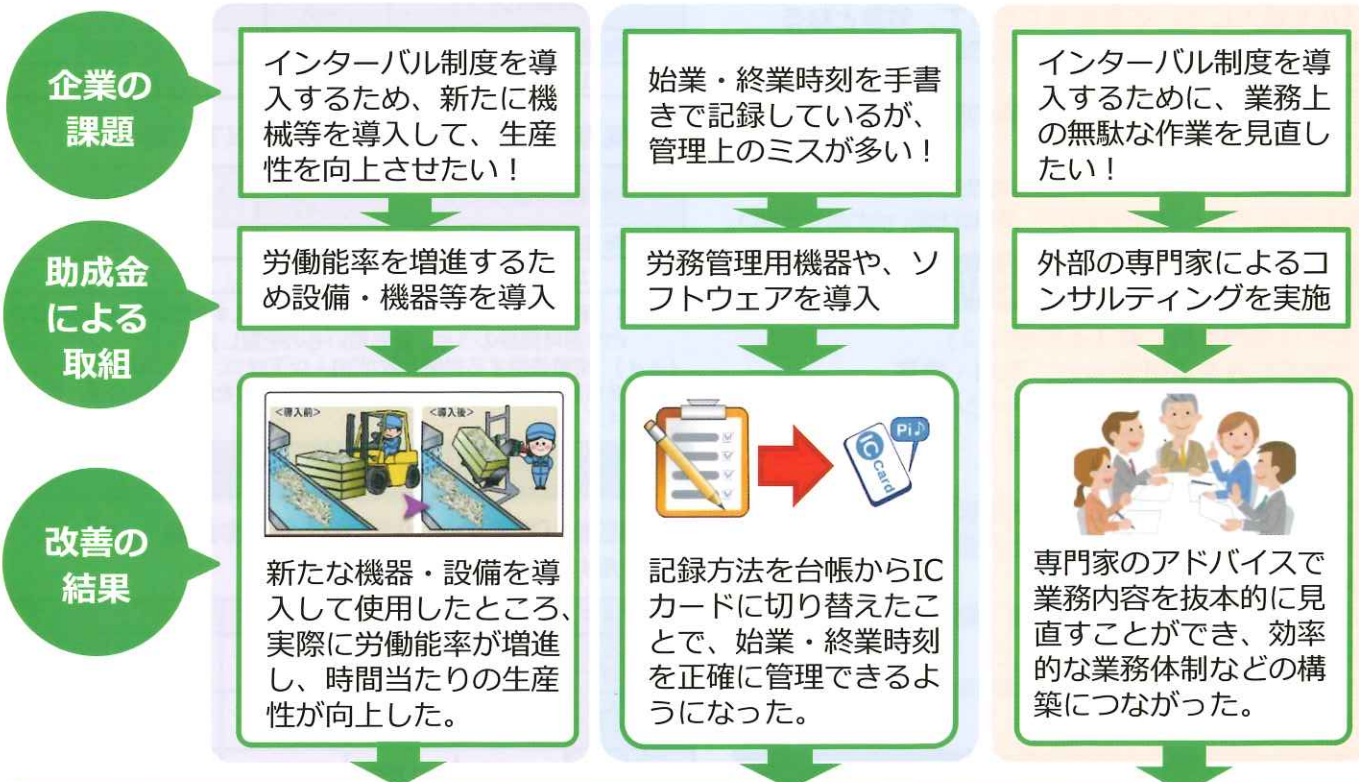 企業の
課題
インターバル制度を導
入するため、新たに機
械等を導入して、生産
性を向上させたい！
始業・終業時刻を手書
きで記録しているが、
管理上のミスが多い！
インターバル制度を導
入するために、業務上
の無駄な作業を見直し
たい！
助成金
による
取組
労働能率を増進するた
め設備・機器等を導入
労務管理用機器や、ソ
フトウェアを導入
外部の専門家によるコ
ンサルティングを実施
改善の
結果
<導入前>
<導入後>
新たな機器・設備を導
入して使用したところ、
実際に労働能率が増進
し、時間当たりの生産
性が向上した。
Pi♪
IC
Card
記録方法を台帳からIC
カードに切り替えたこ
とで、始業・終業時刻
を正確に管理できるよ
うになった。
専門家のアドバイスで
業務内容を抜本的に見
直すことができ、効率
的な業務体制などの構
築につながった。